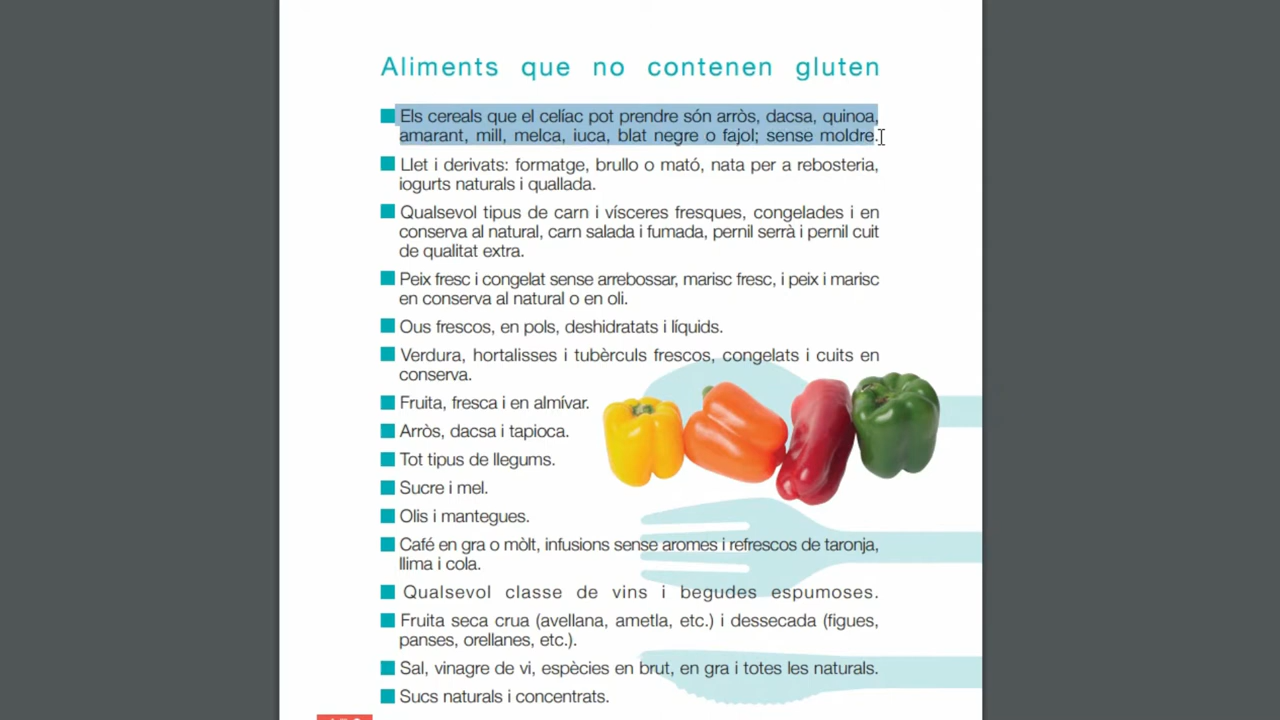 Aliments que no contenen gluten
Els cereals que el celíac pot prendre són arròs, dacsa, quinoa,
amarant, mill, melca, iuca, blat negre o fajol; sense moldre.
Llet i derivats: formatge, brullo o mató, nata per a rebosteria,
iogurts naturals i quallada.
Qualsevol tipus de carn i vísceres fresques, congelades i en
conserva al natural, carn salada i fumada, pernil serrà i pernil cuit
de qualitat extra.
Peix fresc i congelat sense arrebossar, marisc fresc, i peix i marisc
en conserva al natural o en oli.
Ous frescos, en pols, deshidratats i líquids.
Verdura, hortalisses i tubèrculs frescos, congelats i cuits en
conserva.
Fruita, fresca i en almívar.
Arròs, dacsa i tapioca.
Tot tipus de llegums.
Sucre i mel.
Olis i mantegues.
Café en gra o mòlt, infusions sense aromes i refrescos de taronja,
llima i cola.
Qualsevol classe de vins i begudes espumoses.
Fruita seca crua (avellana, ametla, etc.) i dessecada (figues,
panses, orellanes, etc.).
Sal, vinagre de vi, espècies en brut, en gra i totes les naturals.
Sucs naturals i concentrats.